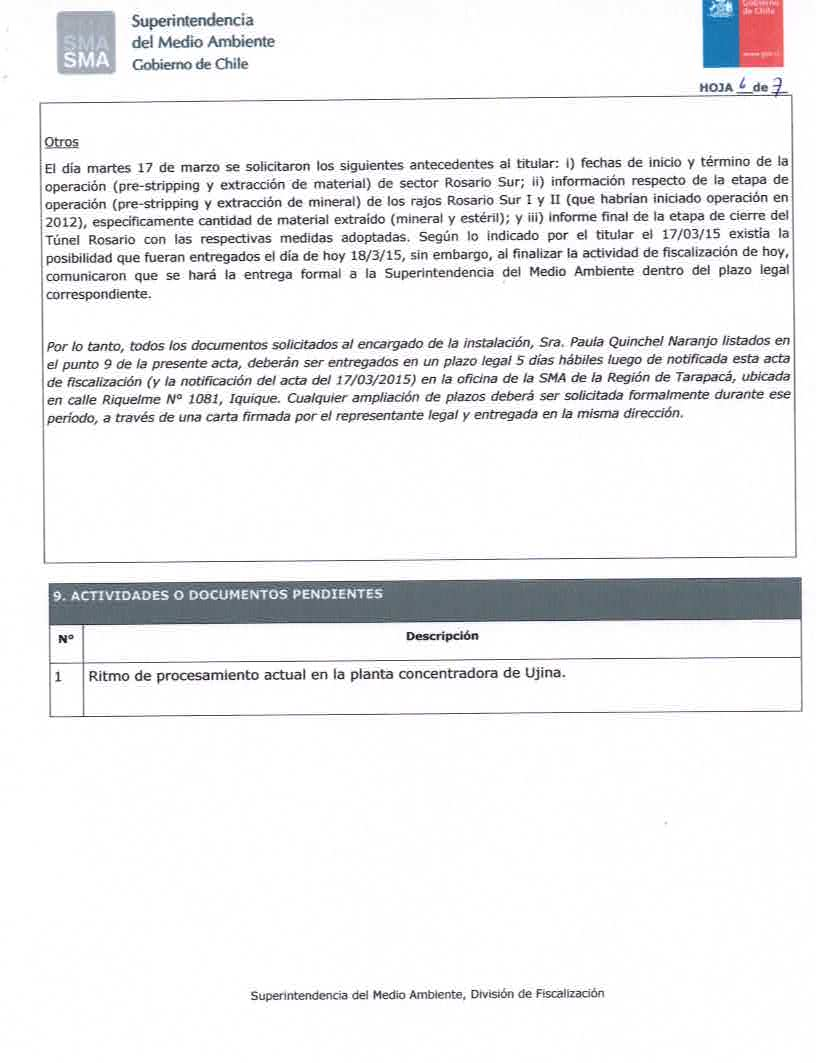 Superintendencia
del Medio Ambiente
Gobierno de Chile
SMA
SMA
Gobierno
de Chile
HOJA 6 de 7
Otros
El día martes 17 de marzo se solicitaron los siguientes antecedentes al titular: i) fechas de inicio y término de la
operación (pre-stripping y extracción de material) de sector Rosario Sur; ii) información respecto de la etapa de
operación (pre-stripping y extracción de mineral) de los rajos Rosario Sur I y II (que habrían iniciado operación en
2012), específicamente cantidad de material extraído (mineral y estéril); y iii) informe final de la etapa de cierre del
Túnel Rosario con las respectivas medidas adoptadas. Según lo indicado por el titular el 17/03/15 existía la
posibilidad que fueran entregados el día de hoy 18/3/15, sin embargo, al finalizar la actividad de fiscalización de hoy,
comunicaron que se hará la entrega formal a la Superintendencia del Medio Ambiente dentro del plazo legal
correspondiente.
Por lo tanto, todos los documentos solicitados al encargado de la instalación, Sra. Paula Quinchel Naranjo listados en
el punto 9 de la presente acta, deberán ser entregados en un plazo legal 5 días hábiles luego de notificada esta acta
de fiscalización (y la notificación del acta del 17/03/2015) en la oficina de la SMA de la Región de Tarapacá, ubicada
en calle Riquelme N° 1081, Iquique. Cualquier ampliación de plazos deberá ser solicitada formalmente durante ese
período, a través de una carta firmada por el representante legal y entregada en la misma dirección.
9. ACTIVIDADES O DOCUMENTOS PENDIENTES
N° Descripción
1 Ritmo de procesamiento actual en la planta concentradora de Ujina.
Superintendencia del Medio Ambiente, División de Fiscalización